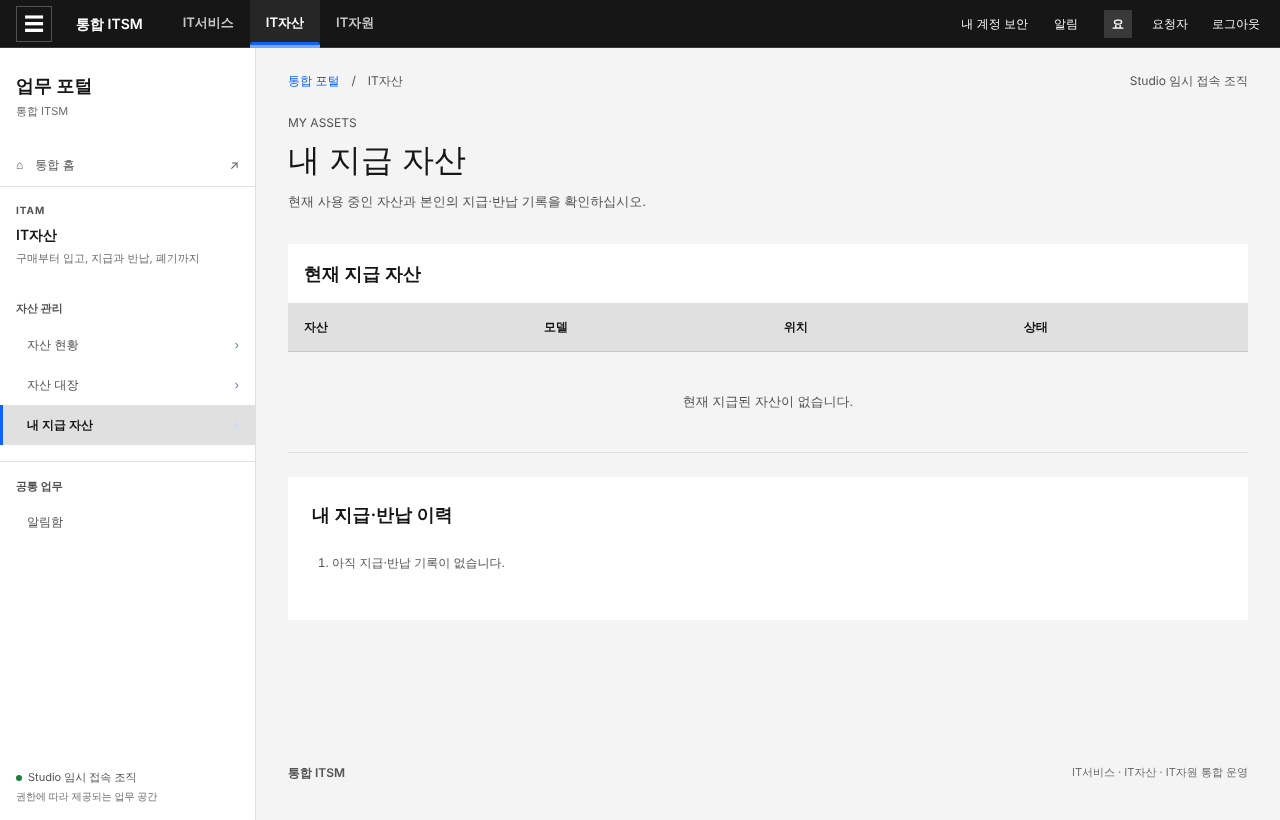 통합 ITSM
IT서비스
IT자산
IT자원
내 계정 보안
알림
요
요청자
로그아웃
업무 포털
통합 ITSM
통합 홈
ITAM
IT자산
구매부터 입고, 지급과 반납, 폐기까지
자산 관리
자산 현황
자산 대장
내 지급 자산
공통 업무
알림함
Studio 임시 접속 조직
권한에 따라 제공되는 업무 공간
통합 포털 / IT자산
Studio 임시 접속 조직
MY ASSETS
내 지급 자산
현재 사용 중인 자산과 본인의 지급·반납 기록을 확인하십시오.
현재 지급 자산
자산 모델 위치 상태
현재 지급된 자산이 없습니다.
내 지급·반납 이력
1. 아직 지급·반납 기록이 없습니다.
통합 ITSM
IT서비스 · IT자산 · IT자원 통합 운영